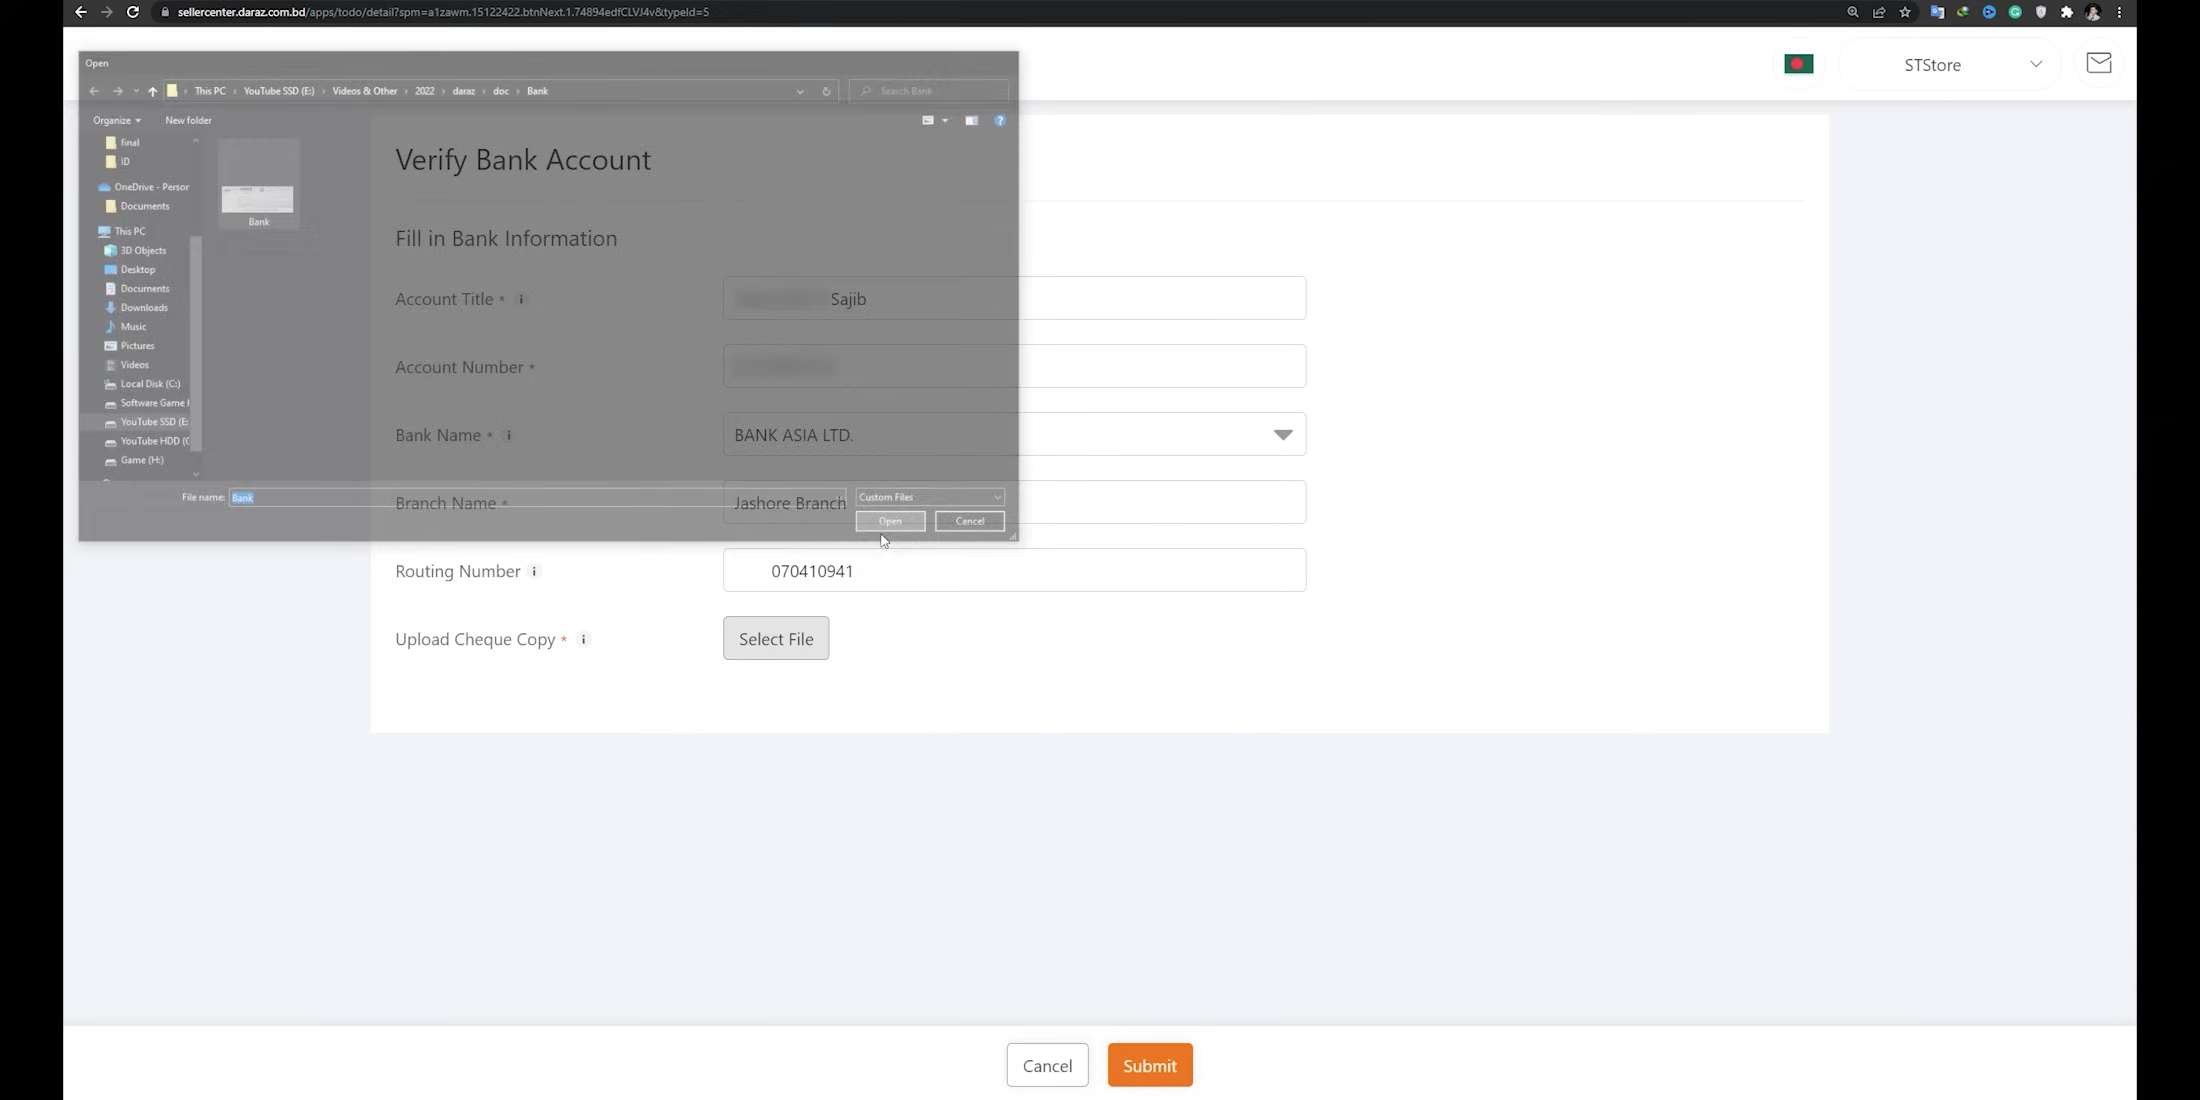 sellercenter.daraz.com.bd/apps/todo/detail?spm=a1zawm.15122422.btnNext.1.74894edfCLVJ4v&typeId=5
STStore
Open
This PC › YouTube SSD (E:) › Videos & Other › 2022 › daraz › doc › Bank
Search Bank
Organize
New folder
final
ID
OneDrive - Person
Documents
This PC
3D Objects
Desktop
Documents
Downloads
Music
Pictures
Videos
Local Disk (C:)
Software Game
YouTube SSD (E:
YouTube HDD (
Game (H:)
Bank
File name: Bank
Custom Files
Open
Cancel
Verify Bank Account
Fill in Bank Information
Account Title *
Sajib
Account Number *
Bank Name *
BANK ASIA LTD.
Branch Name *
Jashore Branch
Routing Number
070410941
Upload Cheque Copy *
Select File
Cancel
Submit